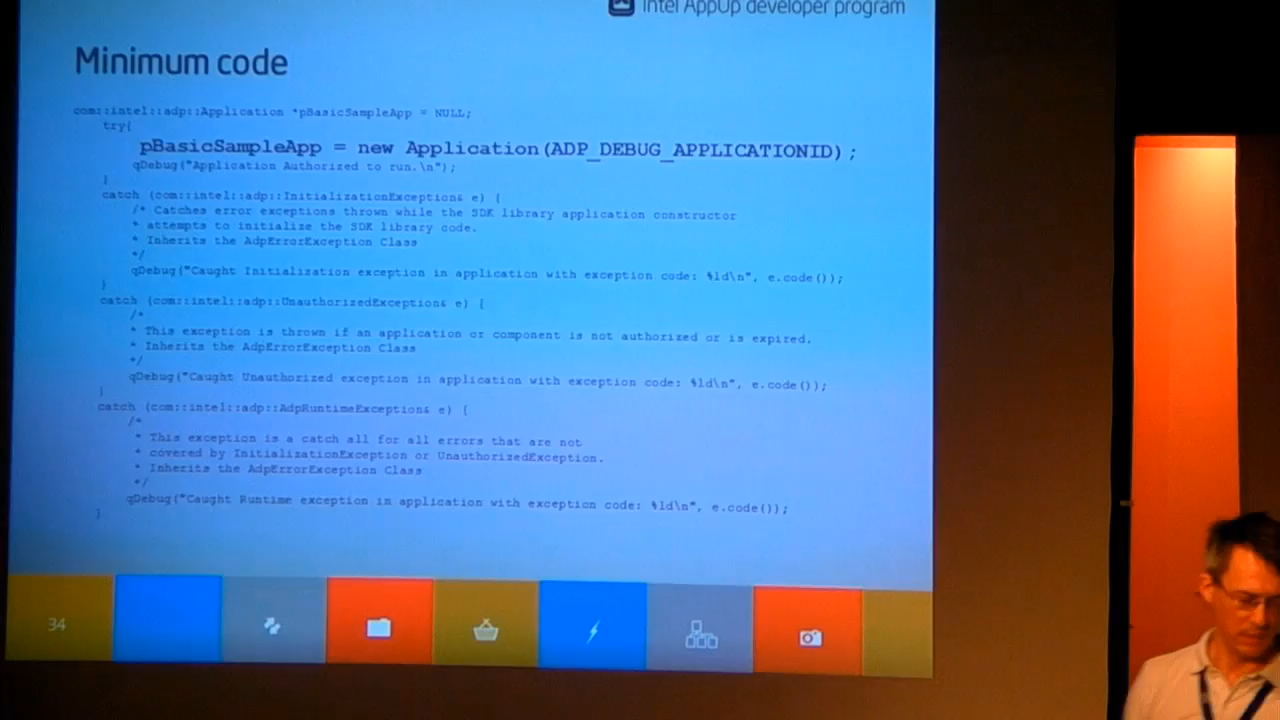 Intel AppUp developer program
Minimum code
com::intel::adp::Application *pBasicSampleApp = NULL;
try{
pBasicSampleApp = new Application(ADP_DEBUG_APPLICATIONID);
qDebug("Application Authorized to run.\n");
}
catch (com::intel::adp::InitializationException& e) {
/* Catches error exceptions thrown while the SDK library application constructor
* attempts to initialize the SDK library code.
* Inherits the AdpErrorException Class
*/
qDebug("Caught Initialization exception in application with exception code: %ld\n", e.code());
}
catch (com::intel::adp::UnauthorizedException& e) {
/*
* This exception is thrown if an application or component is not authorized or is expired.
* Inherits the AdpErrorException Class
*/
qDebug("Caught Unauthorized exception in application with exception code: %ld\n", e.code());
}
catch (com::intel::adp::AdpRuntimeException& e) {
/*
* This exception is a catch all for all errors that are not
* covered by InitializationException or UnauthorizedException.
* Inherits the AdpErrorException Class
*/
qDebug("Caught Runtime exception in application with exception code: %ld\n", e.code());
}
34